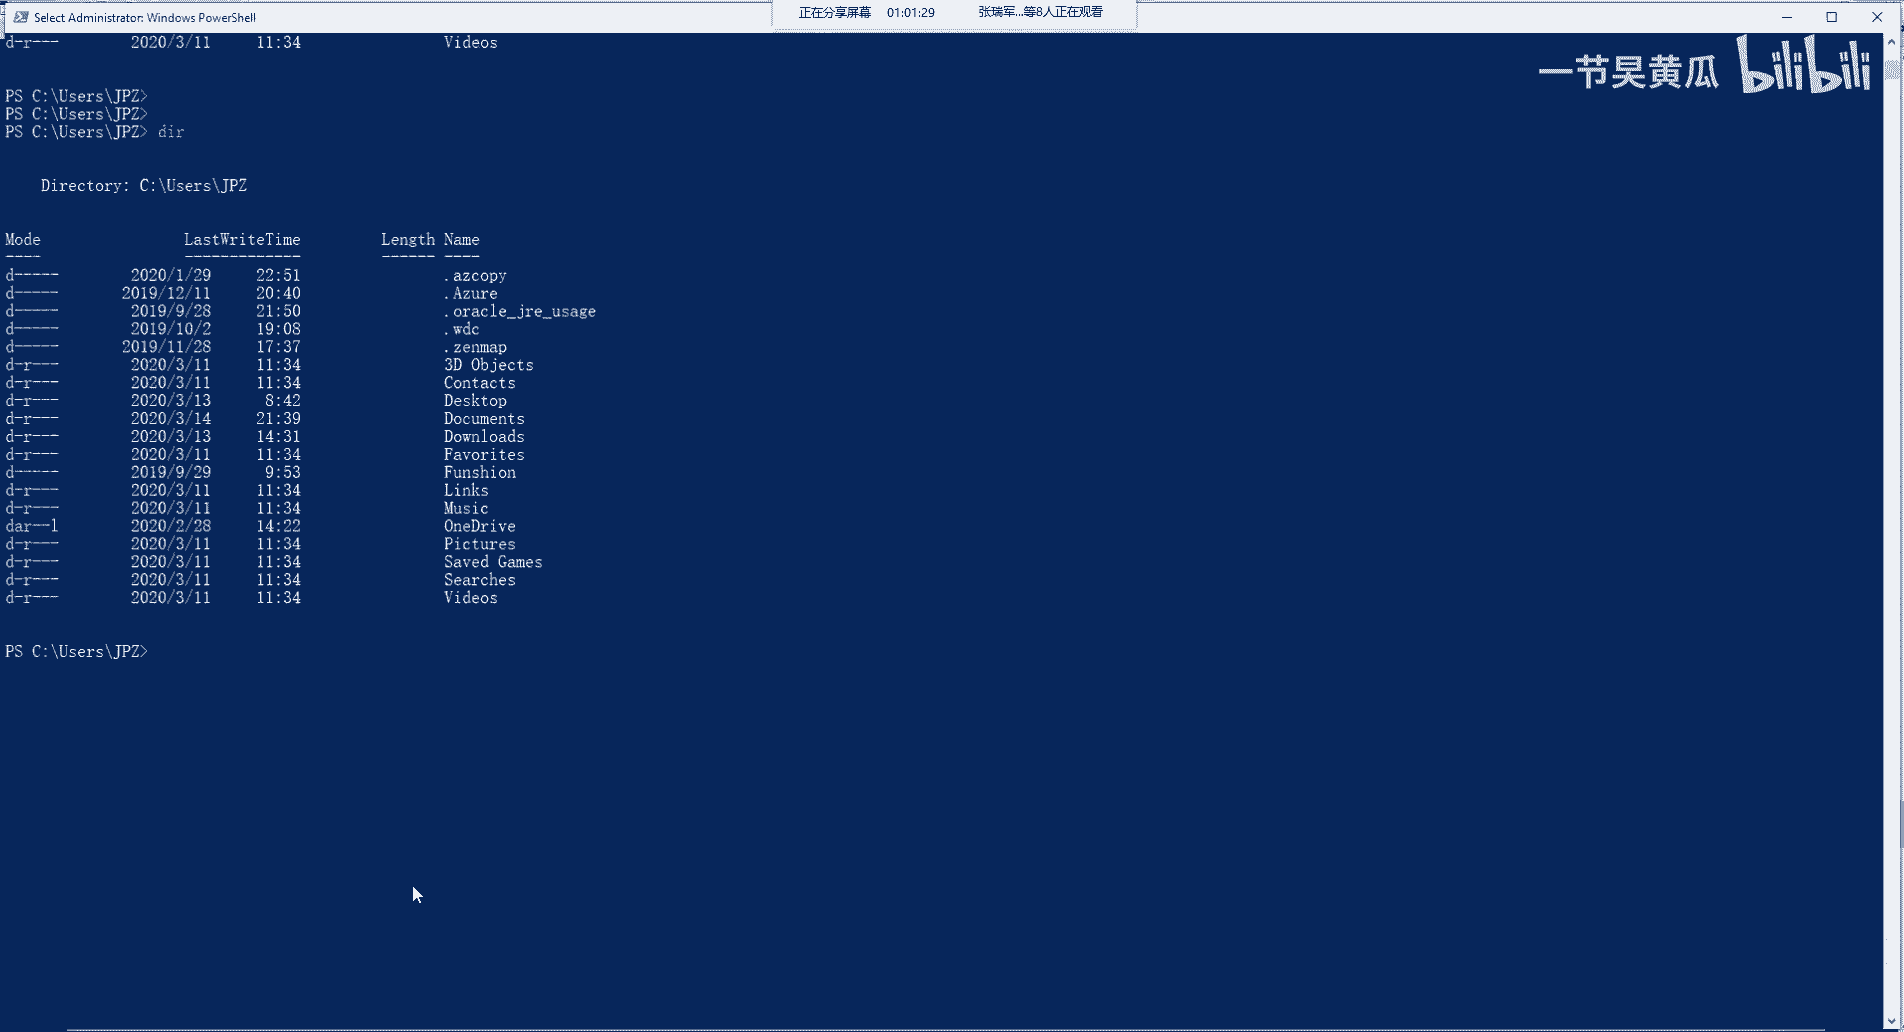 Select Administrator: Windows PowerShell
正在分享屏幕 01:01:29 张瑞军...等8人正在观看
一节吴黄瓜 bilibili
d-r--- 2020/3/11 11:34 Videos
PS C:\Users\JPZ>
PS C:\Users\JPZ>
PS C:\Users\JPZ> dir
Directory: C:\Users\JPZ
Mode LastWriteTime Length Name
---- ------------- ------ ----
d----- 2020/1/29 22:51 .azcopy
d----- 2019/12/11 20:40 .Azure
d----- 2019/9/28 21:50 .oracle_jre_usage
d----- 2019/10/2 19:08 .wdc
d----- 2019/11/28 17:37 .zenmap
d-r--- 2020/3/11 11:34 3D Objects
d-r--- 2020/3/11 11:34 Contacts
d-r--- 2020/3/13 8:42 Desktop
d-r--- 2020/3/14 21:39 Documents
d-r--- 2020/3/13 14:31 Downloads
d-r--- 2020/3/11 11:34 Favorites
d----- 2019/9/29 9:53 Funshion
d-r--- 2020/3/11 11:34 Links
d-r--- 2020/3/11 11:34 Music
dar--l 2020/2/28 14:22 OneDrive
d-r--- 2020/3/11 11:34 Pictures
d-r--- 2020/3/11 11:34 Saved Games
d-r--- 2020/3/11 11:34 Searches
d-r--- 2020/3/11 11:34 Videos
PS C:\Users\JPZ>